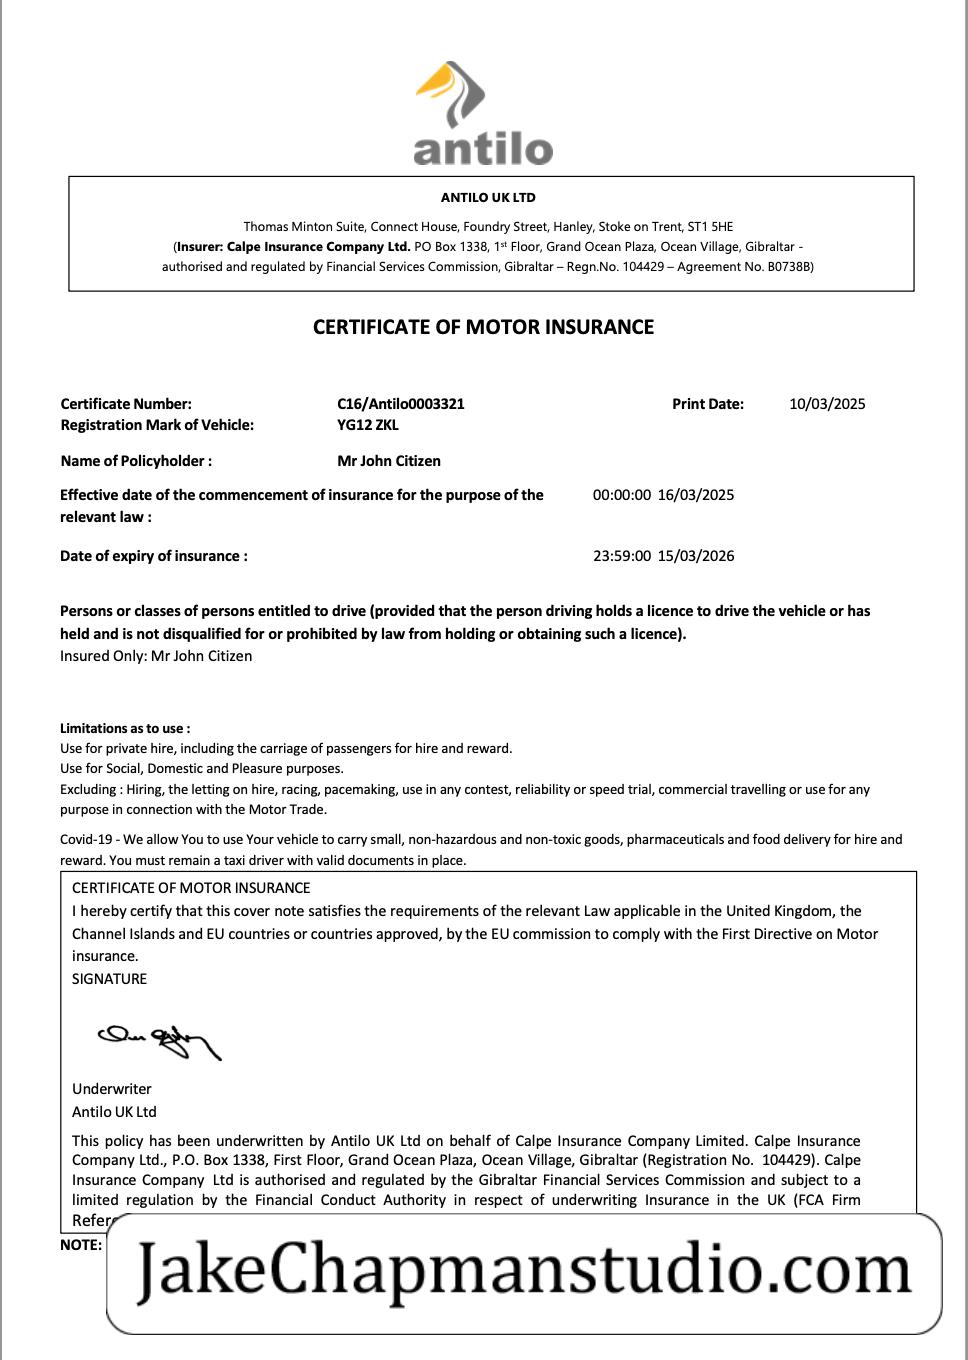 antilo
ANTILO UK LTD
Thomas Minton Suite, Connect House, Foundry Street, Hanley, Stoke on Trent, ST1 5HE
(Insurer: Calpe Insurance Company Ltd. PO Box 1338, 1st Floor, Grand Ocean Plaza, Ocean Village, Gibraltar -
authorised and regulated by Financial Services Commission, Gibraltar – Regn.No. 104429 – Agreement No. B0738B)
CERTIFICATE OF MOTOR INSURANCE
Certificate Number: C16/Antilo0003321 Print Date: 10/03/2025
Registration Mark of Vehicle: YG12 ZKL
Name of Policyholder : Mr John Citizen
Effective date of the commencement of insurance for the purpose of the 00:00:00 16/03/2025
relevant law :
Date of expiry of insurance : 23:59:00 15/03/2026
Persons or classes of persons entitled to drive (provided that the person driving holds a licence to drive the vehicle or has
held and is not disqualified for or prohibited by law from holding or obtaining such a licence).
Insured Only: Mr John Citizen
Limitations as to use :
Use for private hire, including the carriage of passengers for hire and reward.
Use for Social, Domestic and Pleasure purposes.
Excluding : Hiring, the letting on hire, racing, pacemaking, use in any contest, reliability or speed trial, commercial travelling or use for any
purpose in connection with the Motor Trade.
Covid-19 - We allow You to use Your vehicle to carry small, non-hazardous and non-toxic goods, pharmaceuticals and food delivery for hire and
reward. You must remain a taxi driver with valid documents in place.
CERTIFICATE OF MOTOR INSURANCE
I hereby certify that this cover note satisfies the requirements of the relevant Law applicable in the United Kingdom, the
Channel Islands and EU countries or countries approved, by the EU commission to comply with the First Directive on Motor
insurance.
SIGNATURE
Underwriter
Antilo UK Ltd
This policy has been underwritten by Antilo UK Ltd on behalf of Calpe Insurance Company Limited. Calpe Insurance
Company Ltd., P.O. Box 1338, First Floor, Grand Ocean Plaza, Ocean Village, Gibraltar (Registration No. 104429). Calpe
Insurance Company Ltd is authorised and regulated by the Gibraltar Financial Services Commission and subject to a
limited regulation by the Financial Conduct Authority in respect of underwriting Insurance in the UK (FCA Firm
NOTE:
JakeChapmanstudio.com